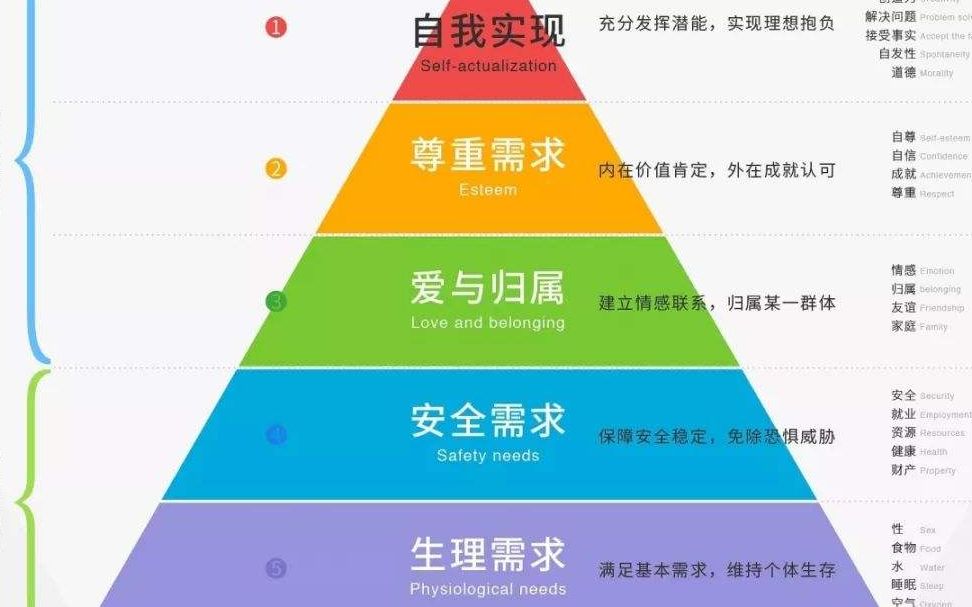 1
自我实现
Self-actualization
充分发挥潜能，实现理想抱负
解决问题 Problem
接受事实 Accept the
自发性 Spontaneity
道德 Morality
2
尊重需求
Esteem
内在价值肯定，外在成就认可
自尊 Self-esteem
自信 Confidence
成就
尊重 Respect
3
爱与归属
Love and belonging
建立情感联系，归属某一群体
情感 Emotion
归属 belonging
友谊 Friendship
家庭 Family
4
安全需求
Safety needs
保障安全稳定，免除恐惧威胁
安全 Security
就业 Employment
资源 Resources
健康 Health
财产 Property
5
生理需求
Physiological needs
满足基本需求，维持个体生存
性 Sex
食物 Food
水 Water
睡眠 Sleep
空气